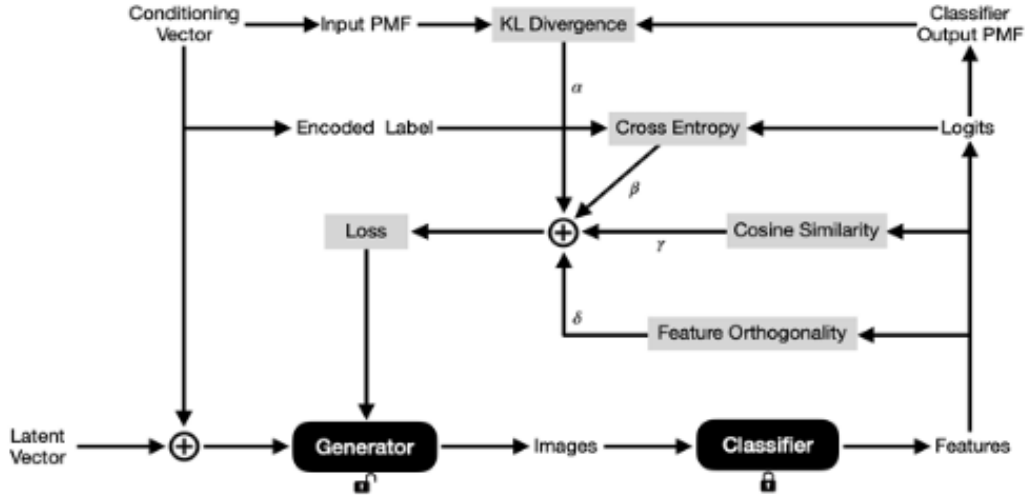 Conditioning
Vector
Input PMF
KL Divergence
Classifier
Output PMF
α
Encoded Label
Cross Entropy
Logits
β
Loss
γ
Cosine Similarity
δ
Feature Orthogonality
Latent
Vector
Generator
Images
Classifier
Features